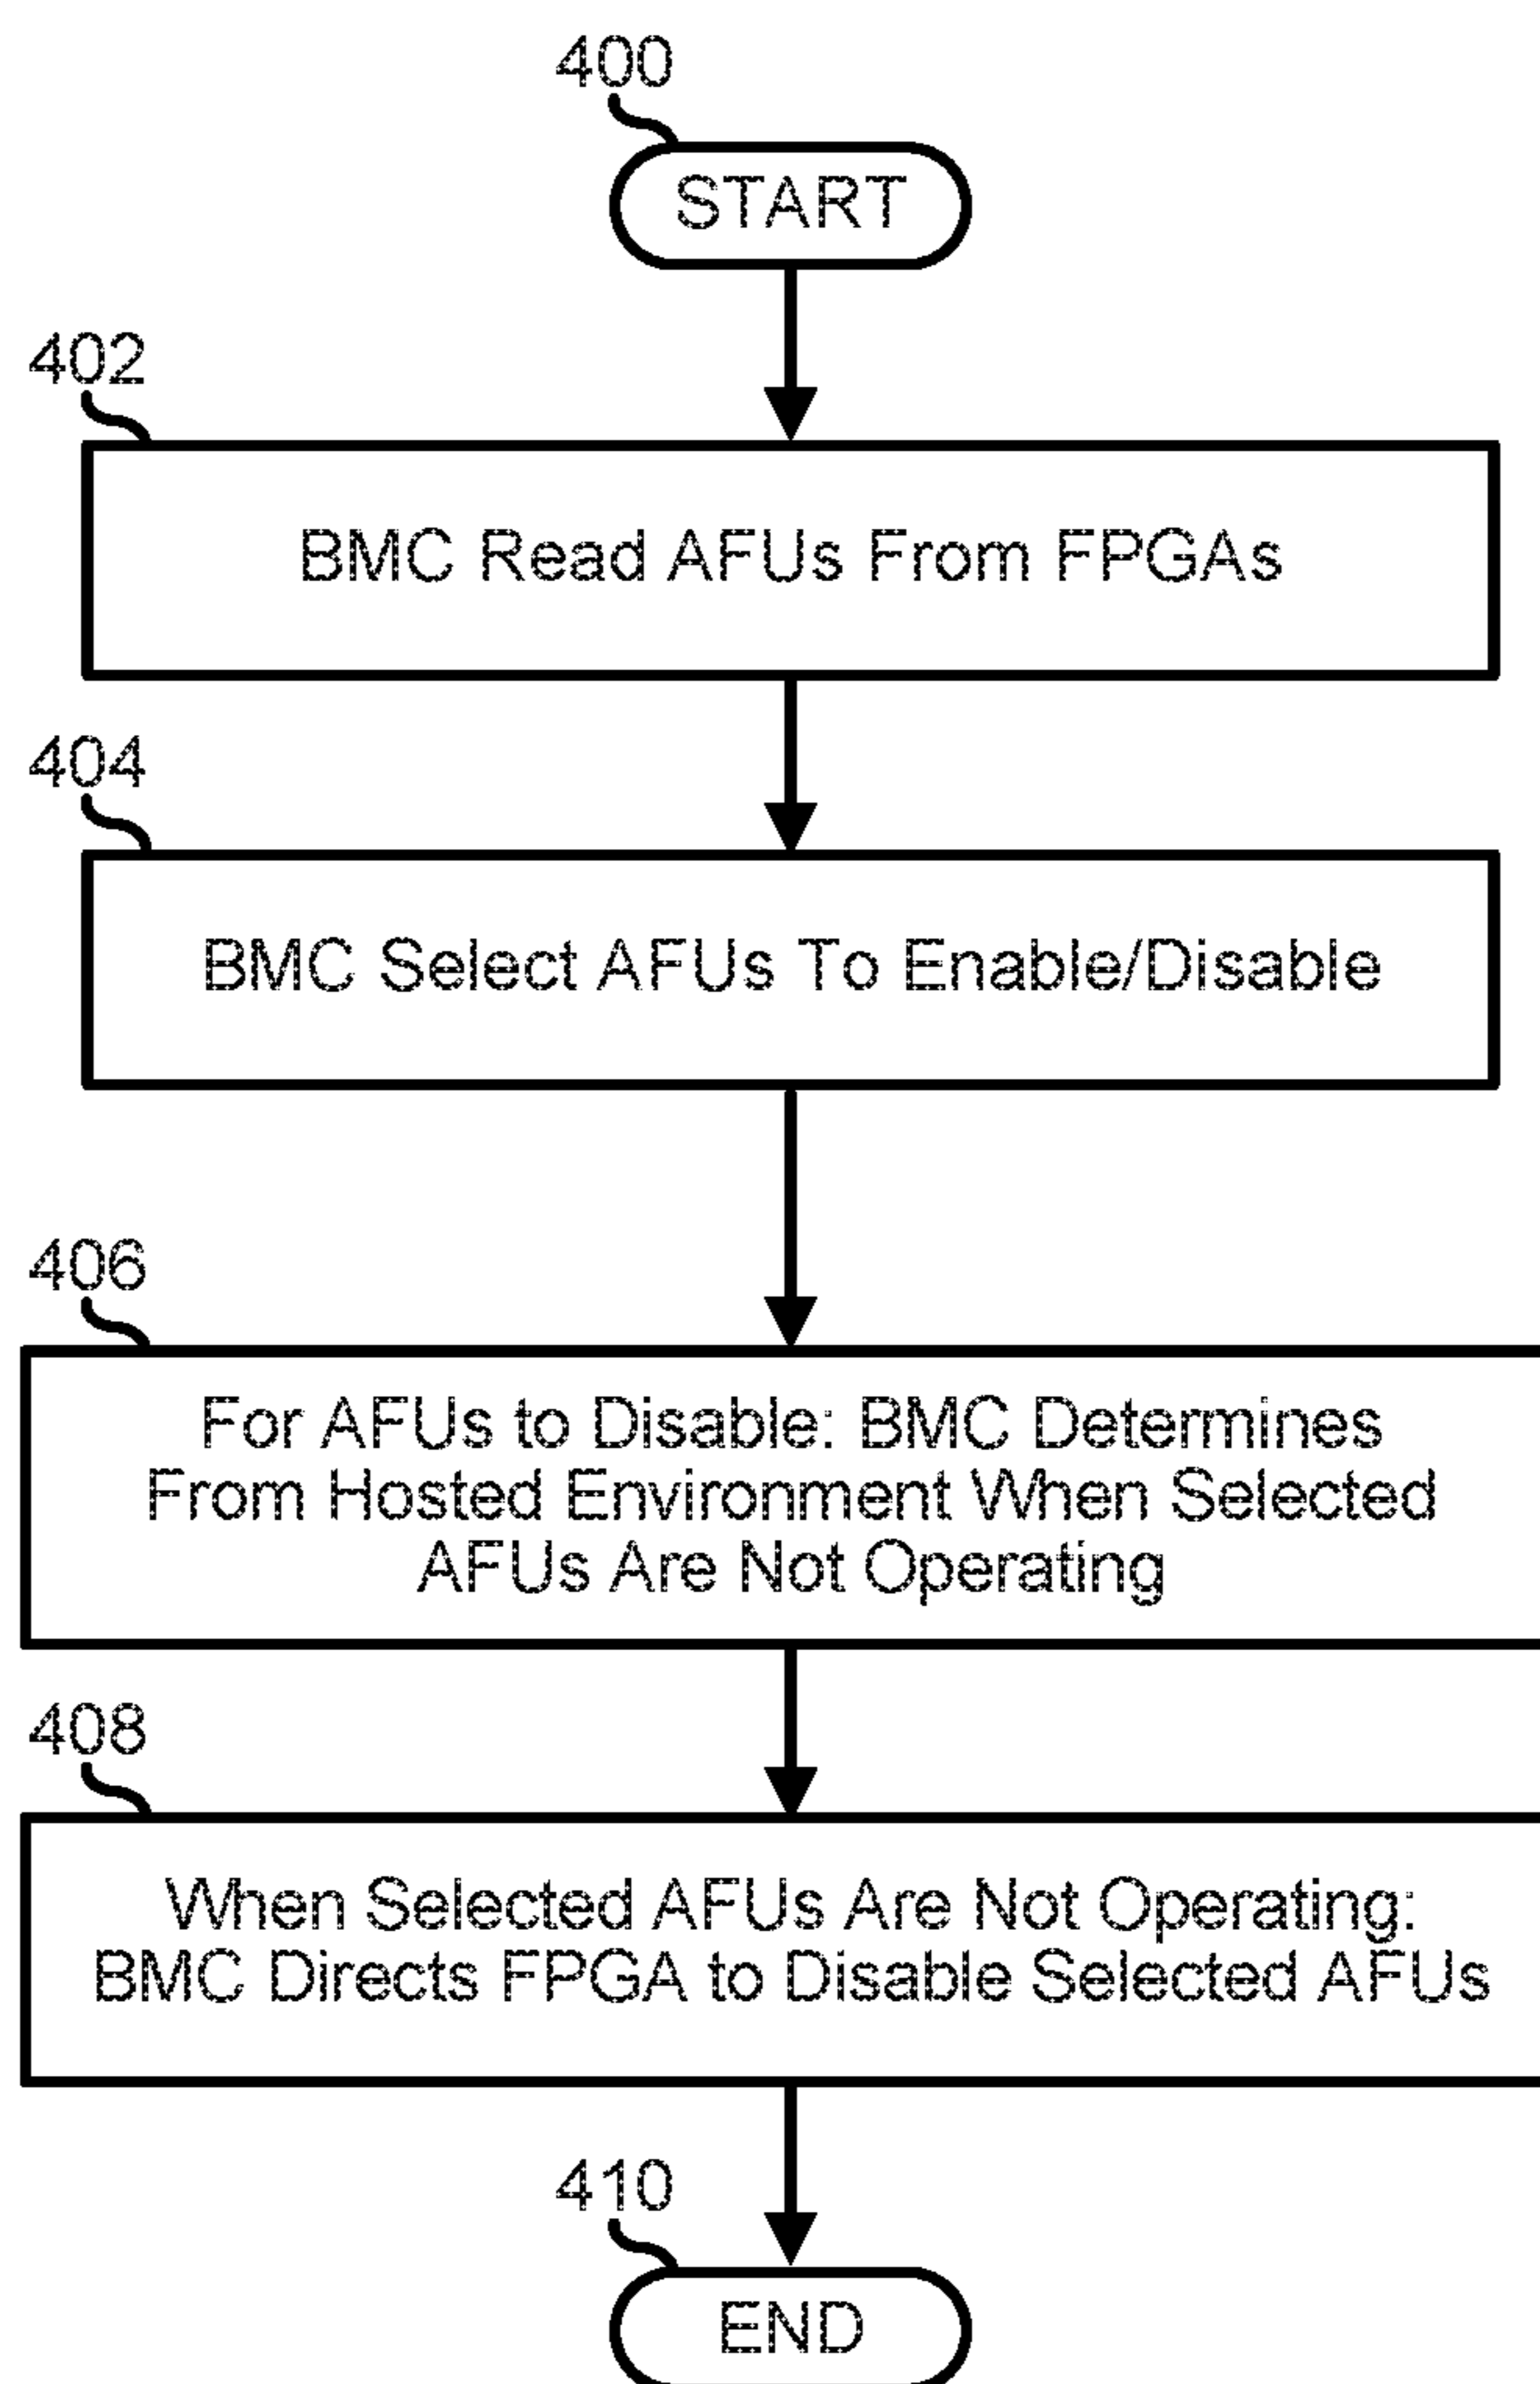 400
START
402
BMC Read AFUs From FPGAs
404
BMC Select AFUs To Enable/Disable
406
For AFUs to Disable: BMC Determines
From Hosted Environment When Selected
AFUs Are Not Operating
408
When Selected AFUs Are Not Operating:
BMC Directs FPGA to Disable Selected AFUs
410
END